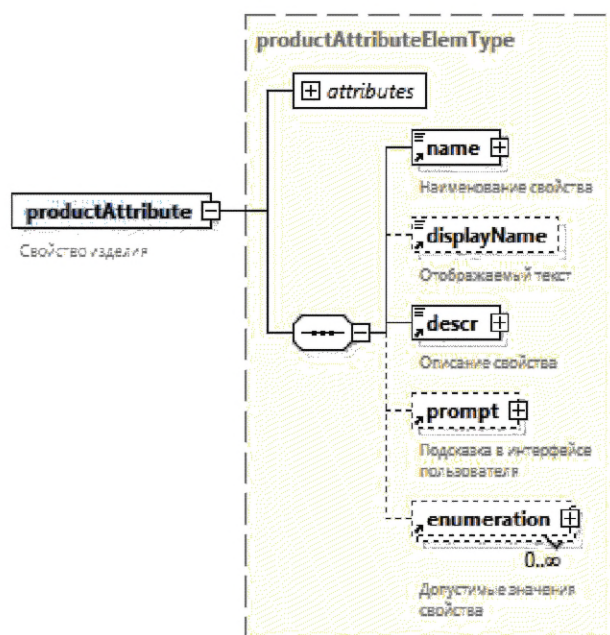 productAttributeElemType
attributes
name
Наименование свойства
productAttribute
Свойство изделия
displayName
Отображаемый текст
descr
Описание свойства
prompt
Подсказка в интерфейсе
пользователя
enumeration
0..∞
Допустимые значения
свойства